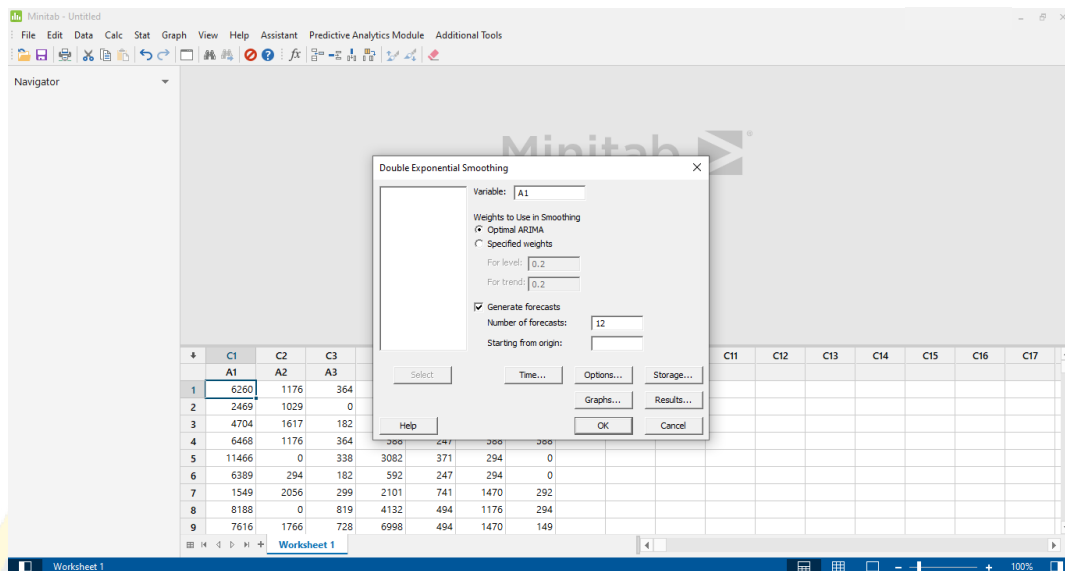 Minitab - Untitled
File Edit Data Calc Stat Graph View Help Assistant Predictive Analytics Module Additional Tools
Navigator
Minitab
Double Exponential Smoothing
Variable: A1
Weights to Use in Smoothing
Optimal ARIMA
Specified weights
For level: 0.2
For trend: 0.2
Generate forecasts
Number of forecasts: 12
Starting from origin:
Select Time... Options... Storage...
Graphs... Results...
Help OK Cancel
C1 C2 C3 C11 C12 C13 C14 C15 C16 C17
A1 A2 A3
1 6260 1176 364
2 2469 1029 0
3 4704 1617 182
4 6468 1176 364 588 247 588 588
5 11466 0 338 3082 371 294 0
6 6389 294 182 592 247 294 0
7 1549 2056 299 2101 741 1470 292
8 8188 0 819 4132 494 1176 294
9 7616 1766 728 6998 494 1470 149
Worksheet 1
Worksheet 1 100%